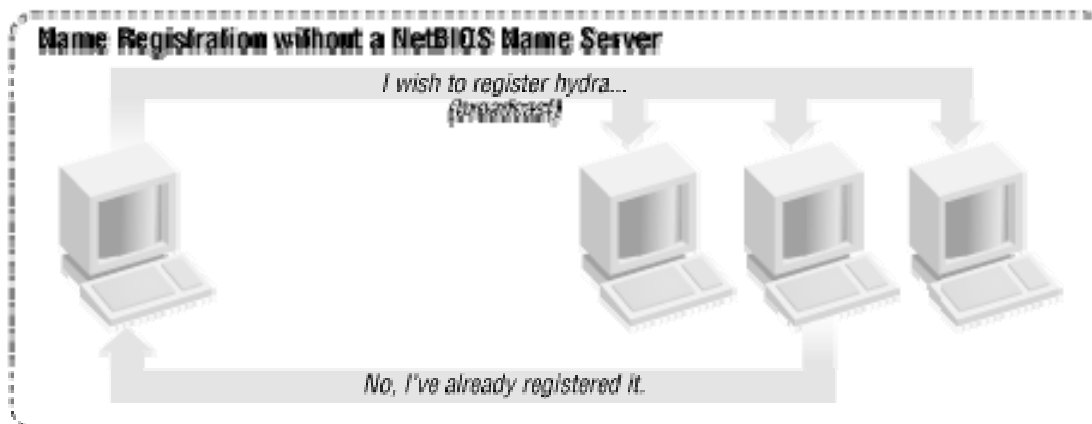 Name Registration without a NetBIOS Name Server
I wish to register hydra...
(broadcast)
No, I've already registered it.